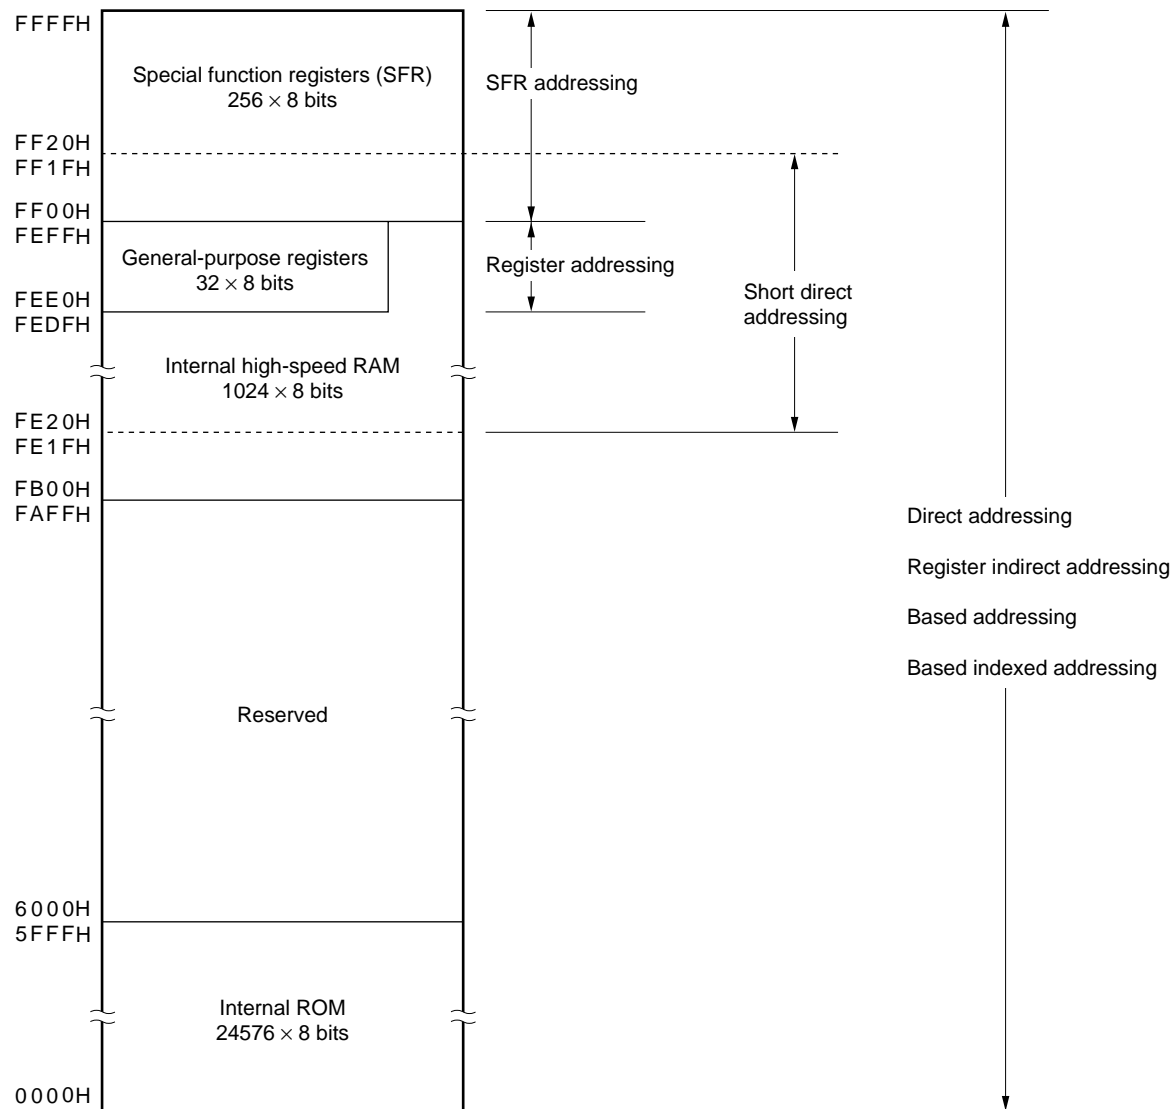 FFFFH
Special function registers (SFR)
256 × 8 bits
SFR addressing
FF20H
FF1FH
FF00H
FEFFH
General-purpose registers
32 × 8 bits
Register addressing
FEE0H
FEDFH
Short direct
addressing
Internal high-speed RAM
1024 × 8 bits
FE20H
FE1FH
FB00H
FAFFH
Direct addressing
Register indirect addressing
Based addressing
Based indexed addressing
Reserved
6000H
5FFFH
Internal ROM
24576 × 8 bits
0000H